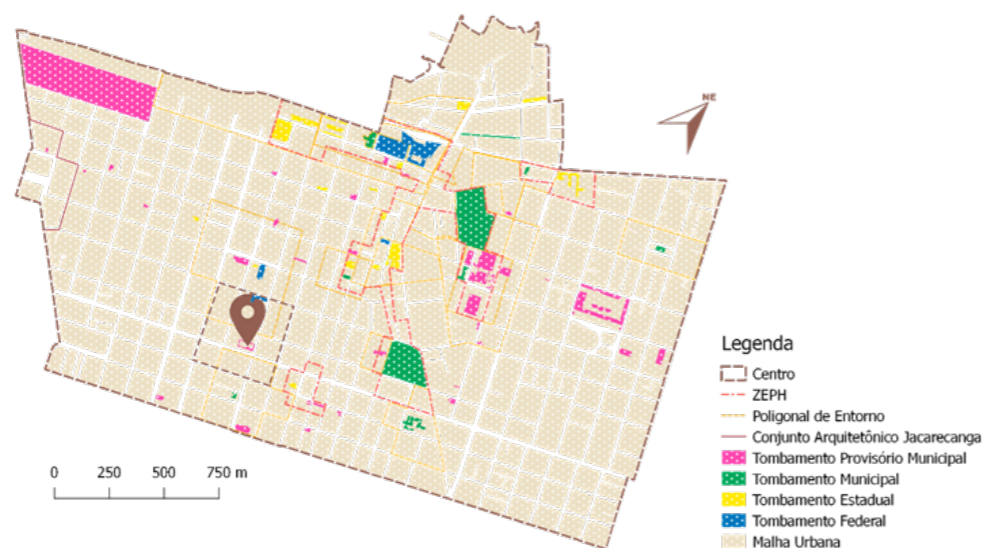 NE
Legenda
Centro
ZEPH
Poligonal de Entorno
Conjunto Arquitetônico Jacarecanga
Tombamento Provisório Municipal
Tombamento Municipal
Tombamento Estadual
Tombamento Federal
Malha Urbana
0 250 500 750 m